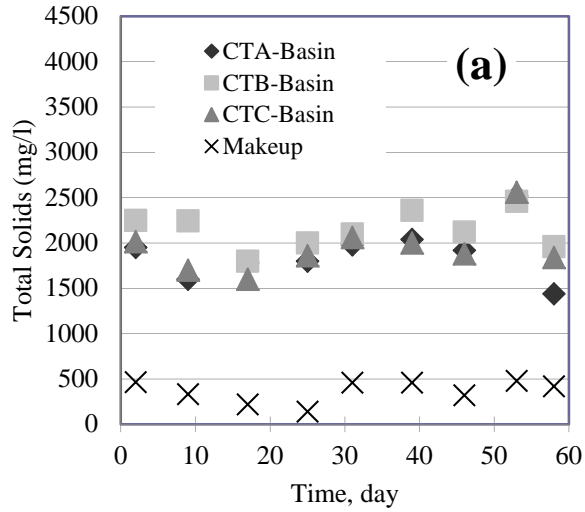 4500
4000
3500
3000
2500
2000
1500
1000
500
0
Total Solids (mg/l)
CTA-Basin
CTB-Basin
CTC-Basin
Makeup
(a)
0 10 20 30 40 50 60
Time, day